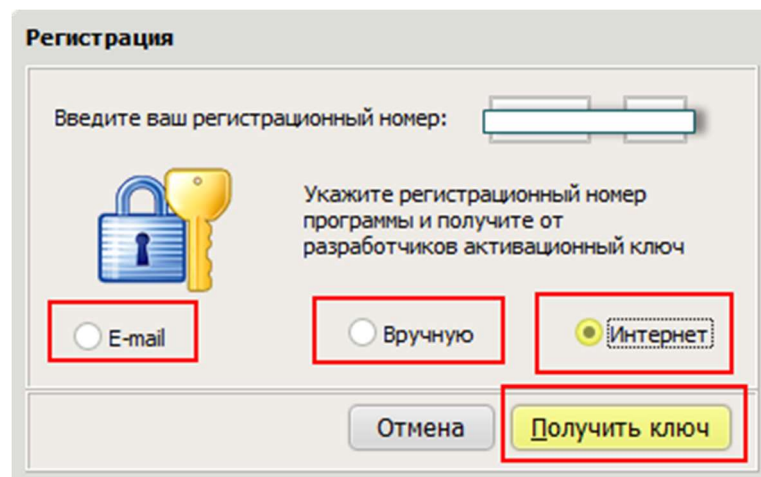 Регистрация
Введите ваш регистрационный номер:
Укажите регистрационный номер
программы и получите от
разработчиков активационный ключ
E-mail Вручную Интернет
Отмена Получить ключ